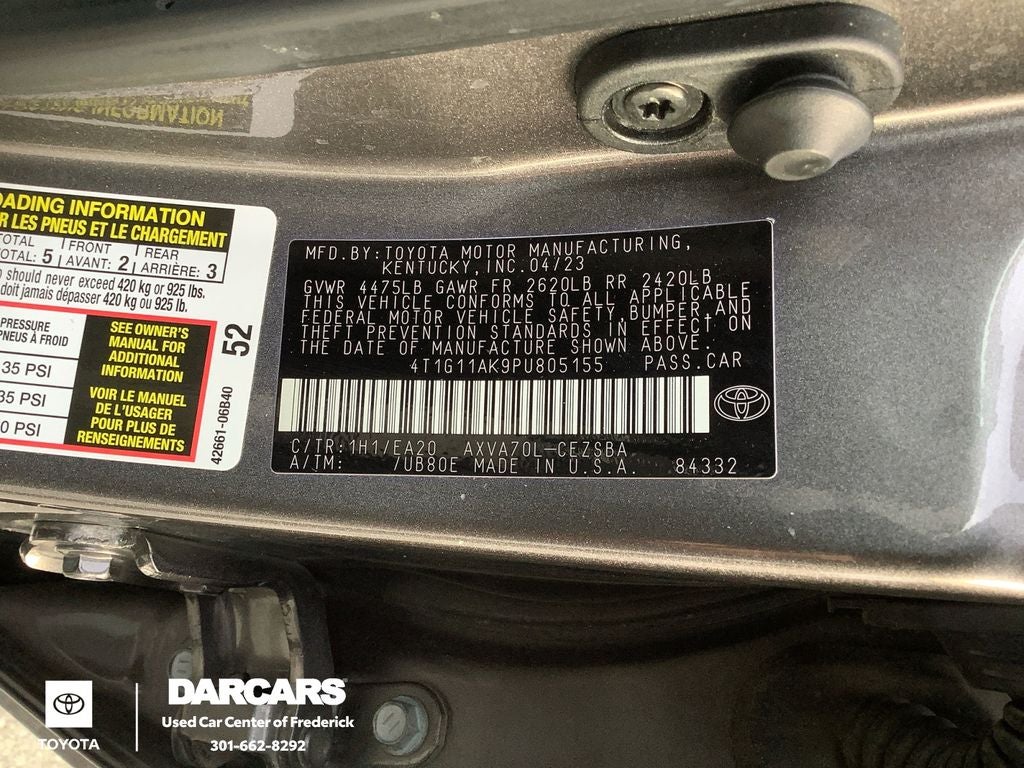 OADING INFORMATION
R LES PNEUS ET LE CHARGEMENT
OTAL FRONT REAR
OTAL: 5 AVANT: 2 ARRIÈRE: 3
should never exceed 420 kg or 925 lbs.
doit jamais dépasser 420 kg ou 925 lb.
PRESSURE
PNEUS À FROID
35 PSI
35 PSI
0 PSI
SEE OWNER'S
MANUAL FOR
ADDITIONAL
INFORMATION
VOIR LE MANUEL
DE L'USAGER
POUR PLUS DE
RENSEIGNEMENTS
52
42661-06B40
MFD.BY:TOYOTA MOTOR MANUFACTURING,
KENTUCKY, INC.04/23
GVWR 4475LB GAWR FR 2620LB RR 2420LB
THIS VEHICLE CONFORMS TO ALL APPLICABLE
FEDERAL MOTOR VEHICLE SAFETY,BUMPER,AND
THEFT PREVENTION STANDARDS IN EFFECT ON
THE DATE OF MANUFACTURE SHOWN ABOVE.
4T1G11AK9PU805155 PASS.CAR
C/TR:1H1/EA20 AXVA70L-CEZSBA
A/TM: /UB80E MADE IN U.S.A. 84332
TOYOTA
DARCARS
Used Car Center of Frederick
301-662-8292